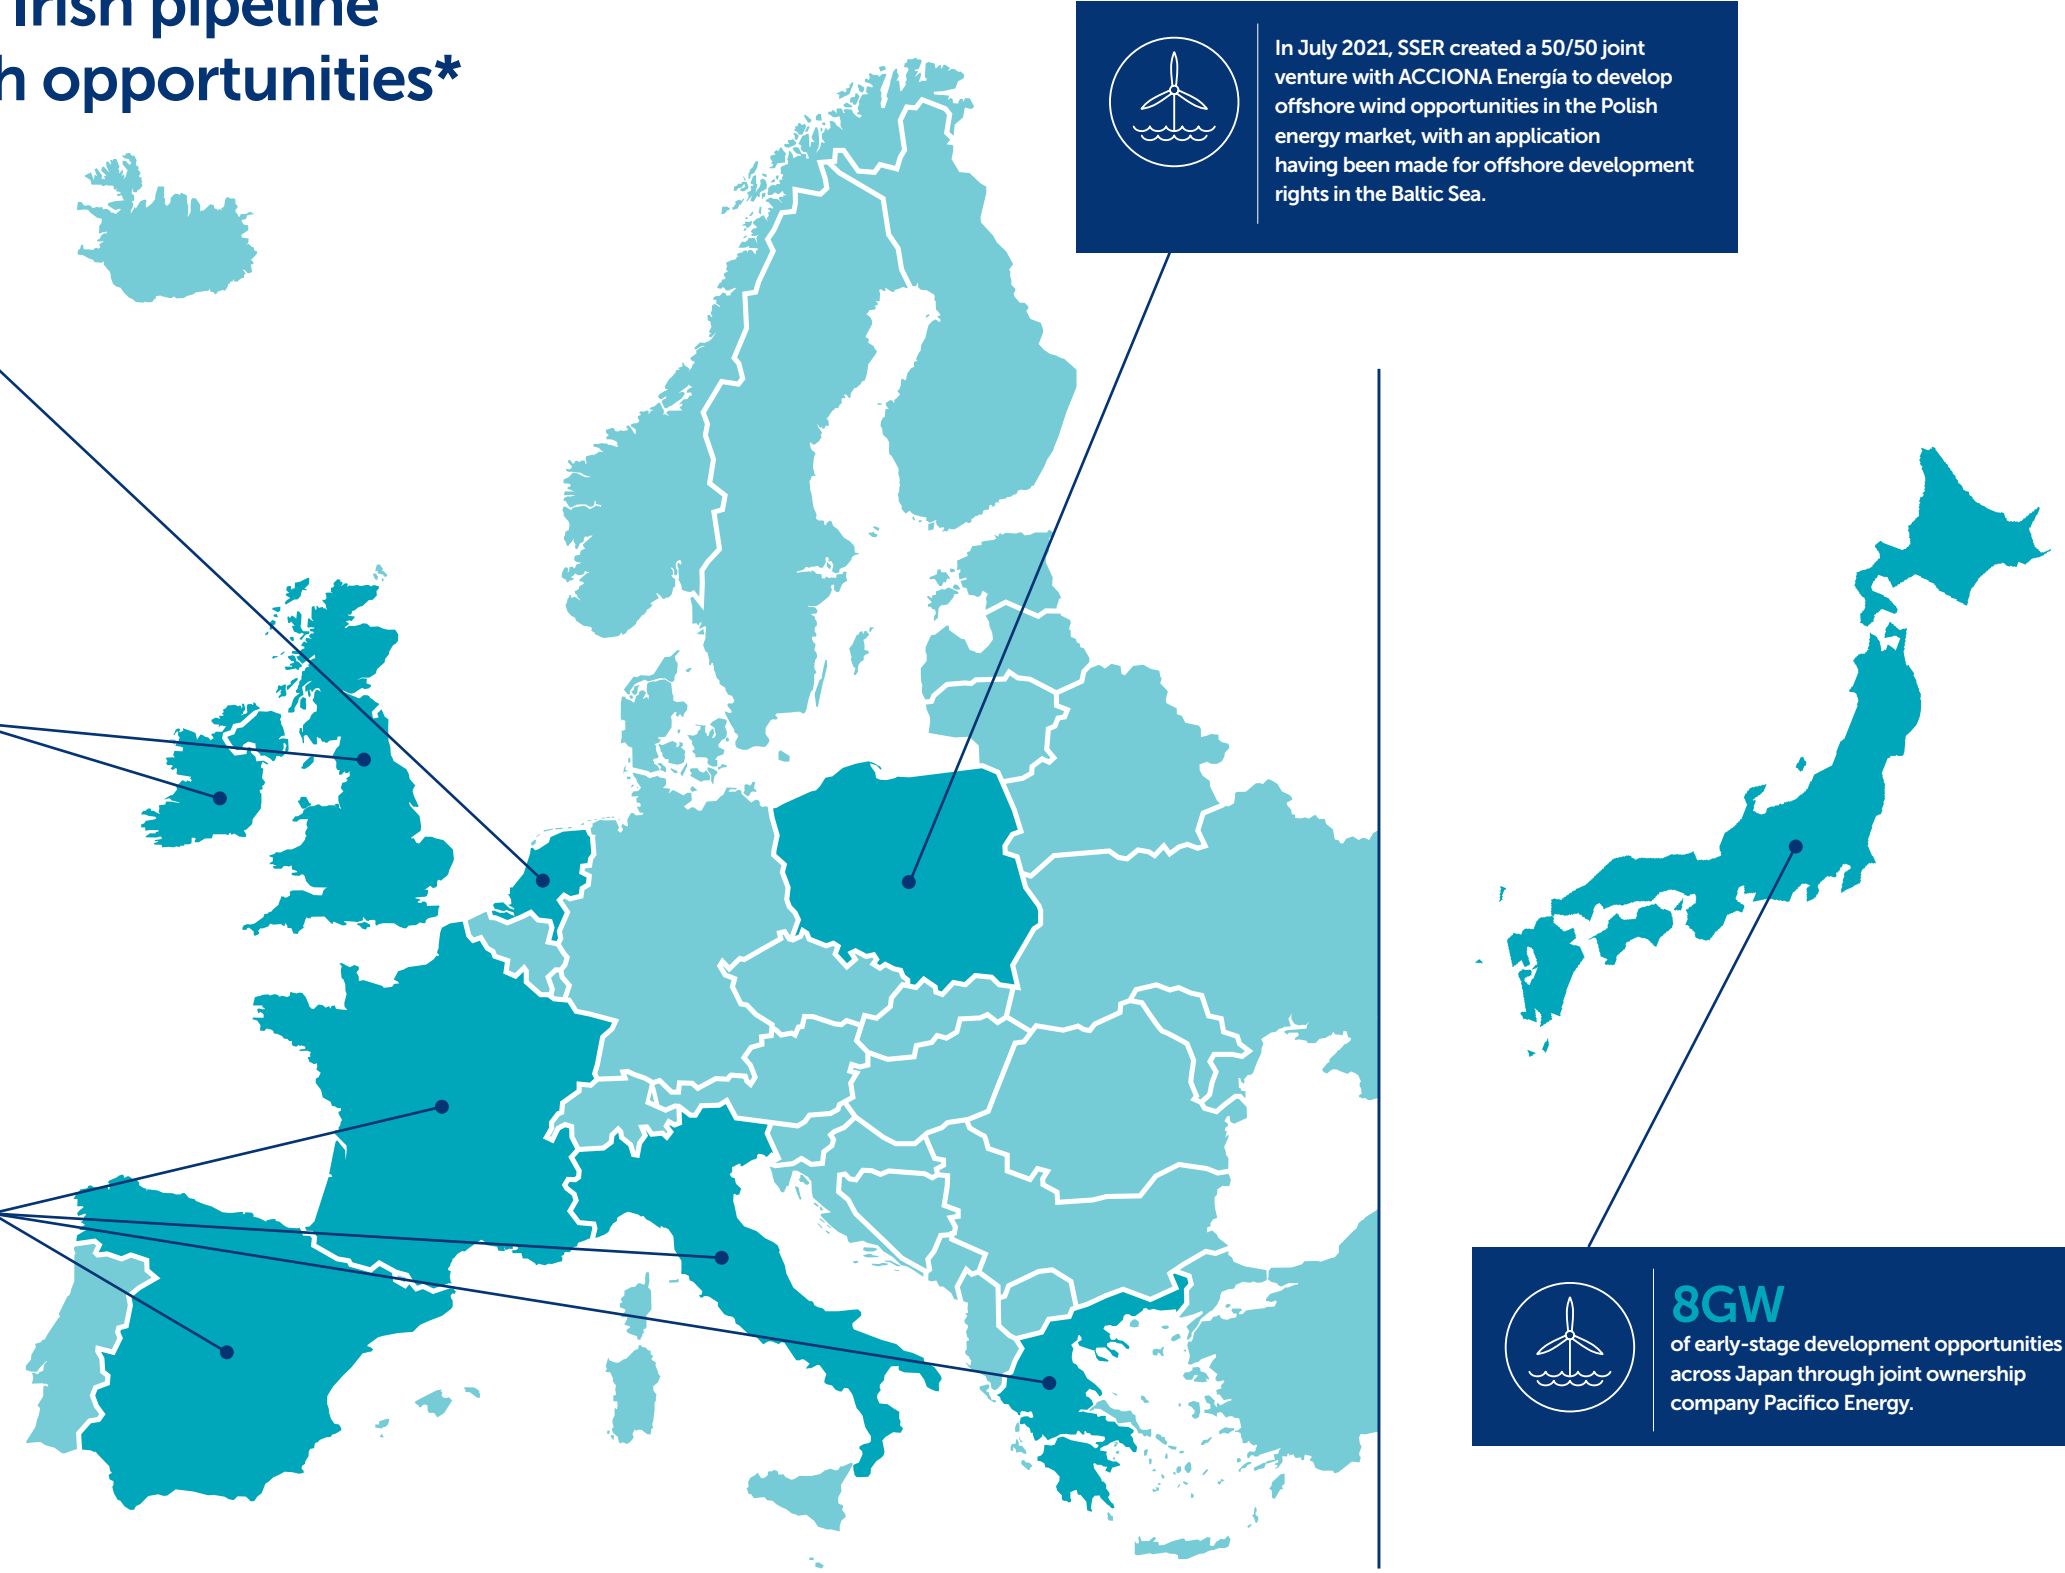 Irish pipeline
h opportunities*
In July 2021, SSER created a 50/50 joint
venture with ACCIONA Energía to develop
offshore wind opportunities in the Polish
energy market, with an application
having been made for offshore development
rights in the Baltic Sea.
8GW
of early-stage development opportunities
across Japan through joint ownership
company Pacifico Energy.